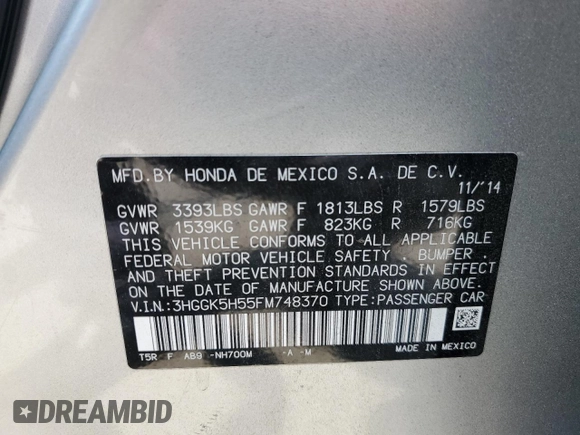 MFD.BY HONDA DE MEXICO S.A. DE C.V.
11/'14
GVWR 3393LBS GAWR F 1813LBS R 1579LBS
GVWR 1539KG GAWR F 823KG R 716KG
THIS VEHICLE CONFORMS TO ALL APPLICABLE
FEDERAL MOTOR VEHICLE SAFETY BUMPER,
AND THEFT PREVENTION STANDARDS IN EFFECT
ON THE DATE OF MANUFACTURE SHOWN ABOVE.
V.I.N.:3HGGK5H55FM748370 TYPE:PASSENGER CAR
T5R F AB9 -NH700M -A -M MADE IN MEXICO
DREAMBID